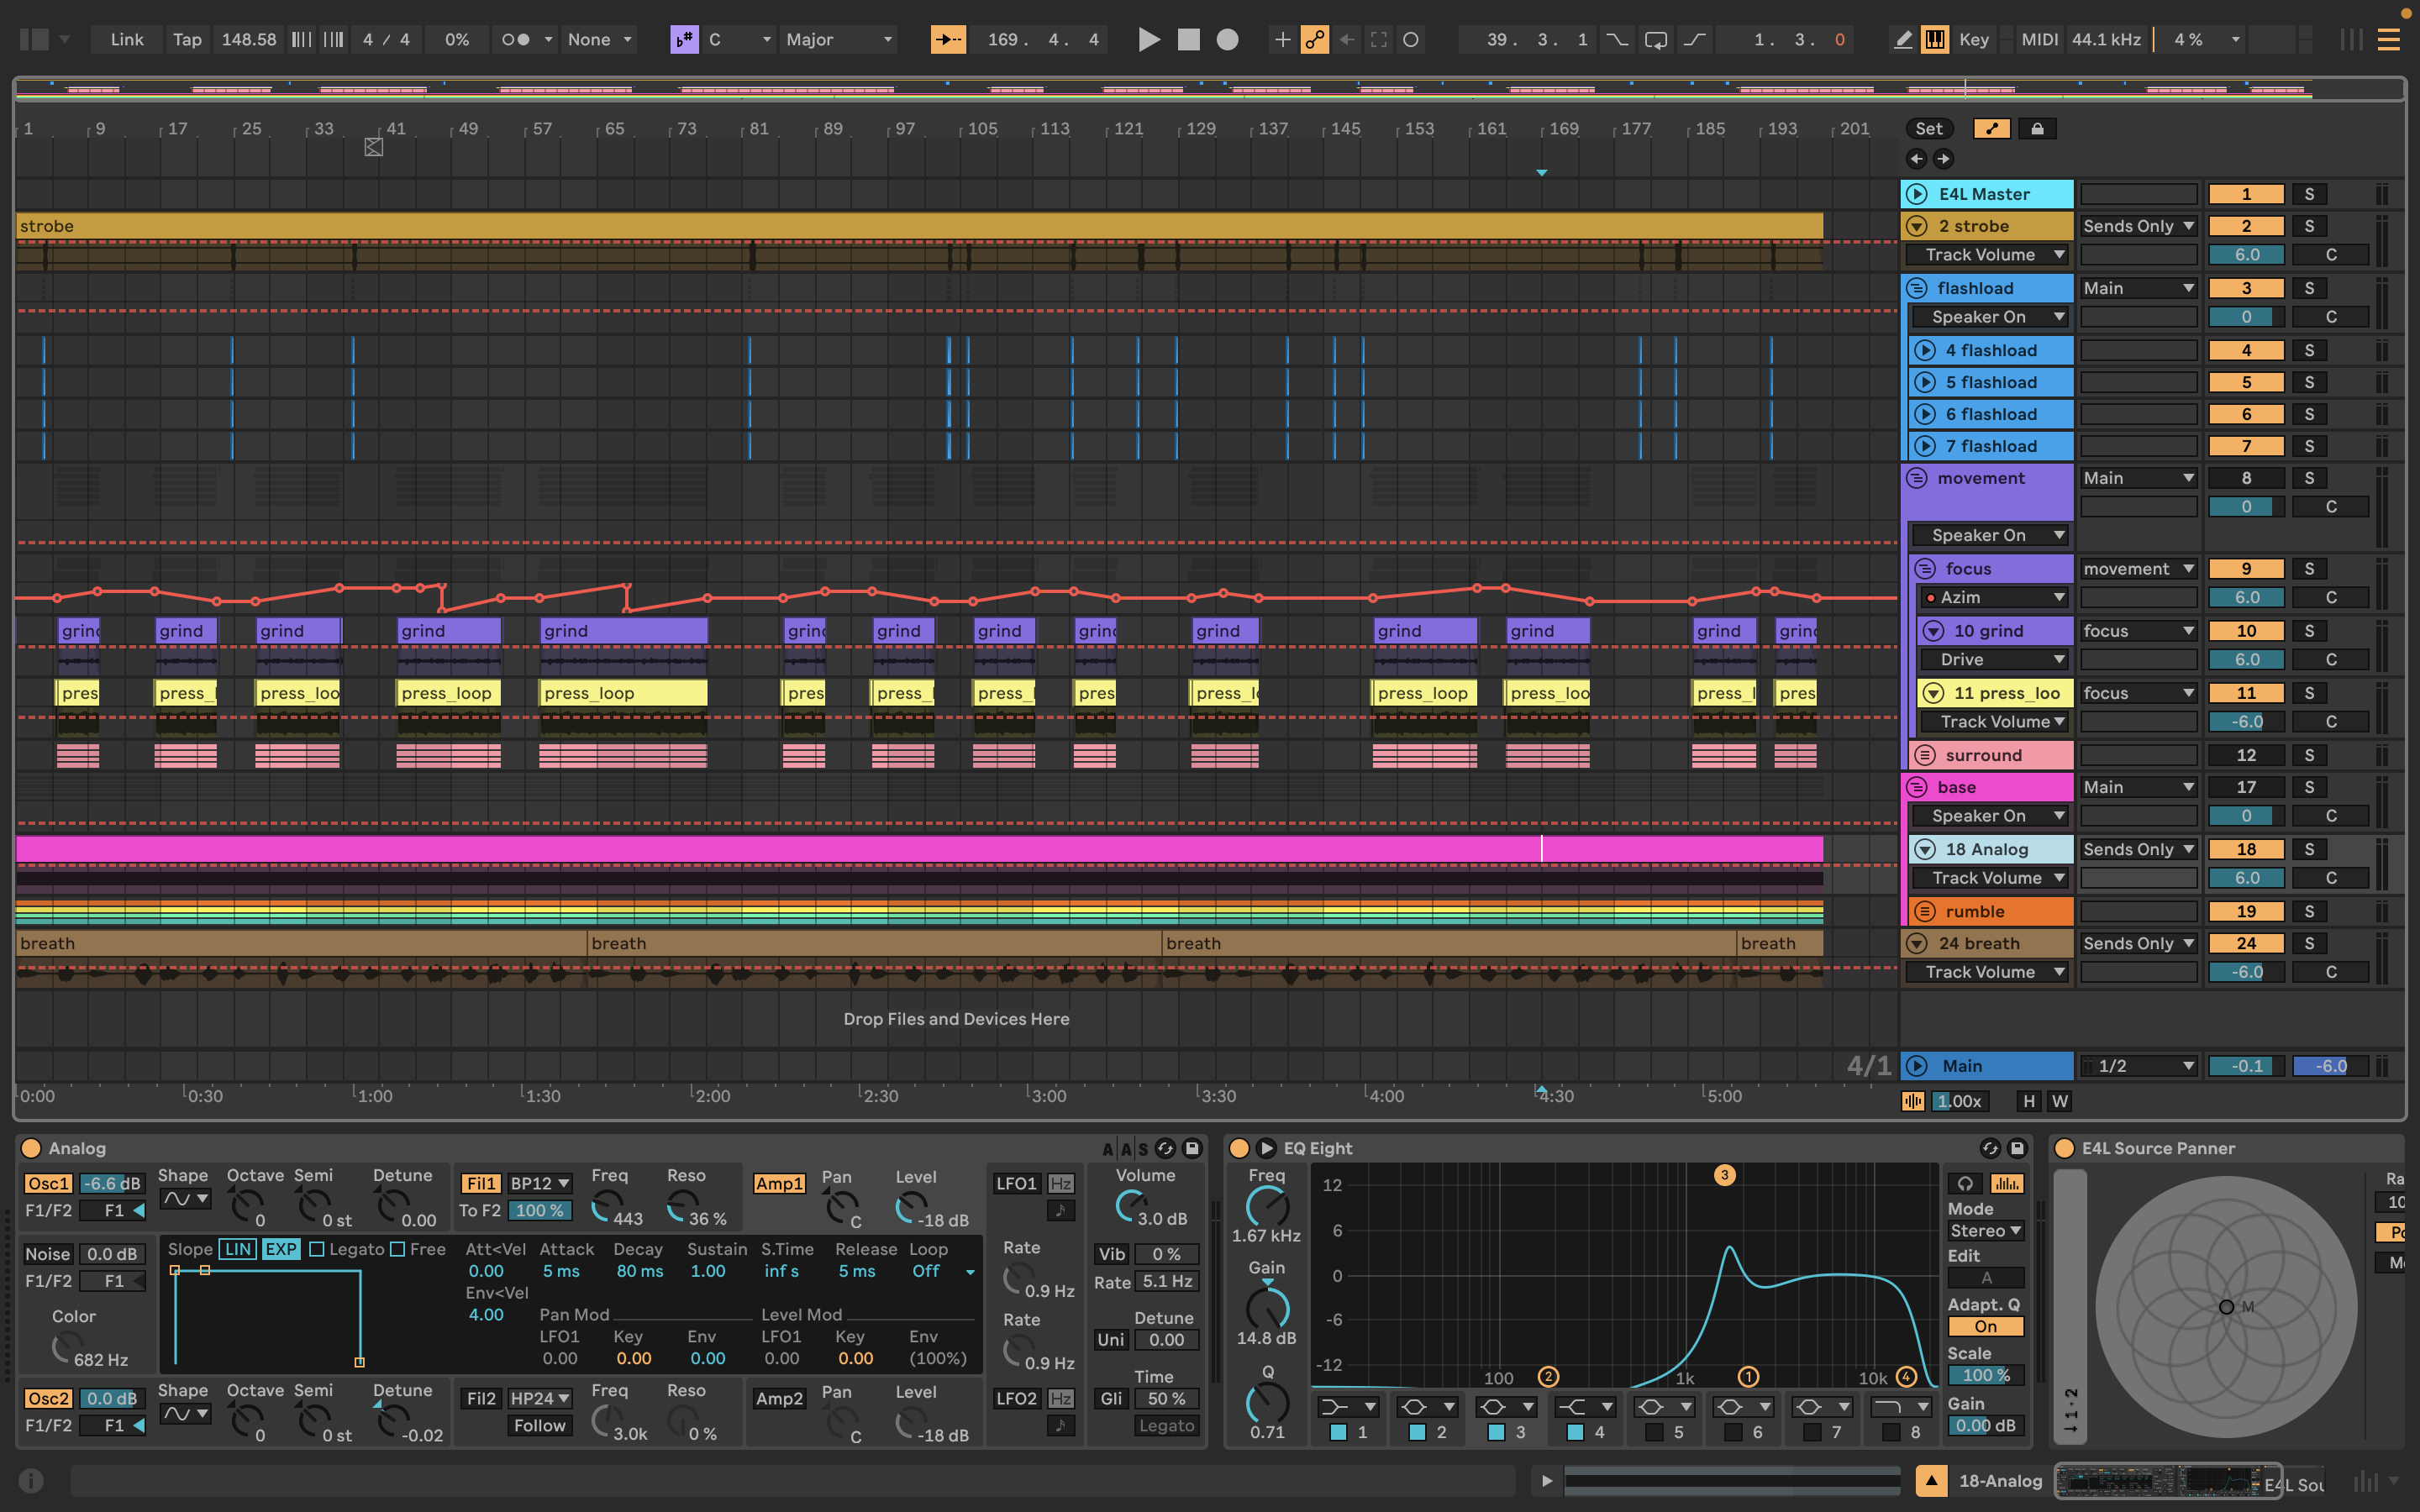 Link Tap 148.58 4 / 4 0% None C Major 169. 4. 4 39. 3. 1 1. 3. 0 Key MIDI 44.1 kHz 4 %
1 9 17 25 33 41 49 57 65 73 81 89 97 105 113 121 129 137 145 153 161 169 177 185 193 201 Set
E4L Master 1 S
strobe 2 strobe Sends Only 2 S
Track Volume 6.0 C
flashload Main 3 S
Speaker On 0 C
4 flashload 4 S
5 flashload 5 S
6 flashload 6 S
7 flashload 7 S
movement Main 8 S
0 C
Speaker On
focus movement 9 S
Azim 6.0 C
grind grind grind grind grind grind grind grind grind grind grind grind grind grind 10 grind focus 10 S
Drive 6.0 C
pres press_l press_loo press_loop press_loop pres press_l press_l pres press_l press_loop press_loo press_l pres 11 press_loo focus 11 S
Track Volume -6.0 C
surround 12 S
base Main 17 S
Speaker On 0 C
18 Analog Sends Only 18 S
Track Volume 6.0 C
rumble 19 S
breath breath breath breath 24 breath Sends Only 24 S
Track Volume -6.0 C
Drop Files and Devices Here
4/1 Main 1/2 -0.1 -6.0
0:00 0:30 1:00 1:30 2:00 2:30 3:00 3:30 4:00 4:30 5:00 1.00x H W
Analog A|A|S
Osc1 -6.6 dB Shape Octave Semi Detune Fil1 BP12 Freq Reso Amp1 Pan Level LFO1 Hz Volume
F1/F2 F1 0 0 st 0.00 To F2 100 % 443 36 % C -18 dB 3.0 dB
Noise 0.0 dB Slope LIN EXP Legato Free Att<Vel Attack Decay Sustain S.Time Release Loop Rate Vib 0 %
F1/F2 F1 0.00 5 ms 80 ms 1.00 inf s 5 ms Off 0.9 Hz Rate 5.1 Hz
Env<Vel
Color 4.00 Pan Mod Level Mod Rate Detune
682 Hz LFO1 Key Env LFO1 Key Env Uni 0.00
0.00 0.00 0.00 0.00 0.00 (100%) 0.9 Hz Time
Osc2 0.0 dB Shape Octave Semi Detune Fil2 HP24 Freq Reso Amp2 Pan Level LFO2 Hz Gli 50 %
F1/F2 F1 0 0 st -0.02 Follow 3.0k 0 % C -18 dB Legato
EQ Eight
Freq 1.67 kHz
Gain 14.8 dB
Q 0.71
12 6 0 -6 -12
100 1k 10k
3 2 1 4
1 2 3 4 5 6 7 8
Mode
Stereo
Edit
A
Adapt. Q
On
Scale
100 %
Gain
0.00 dB
E4L Source Panner
M
1-2
18-Analog E4L Sou